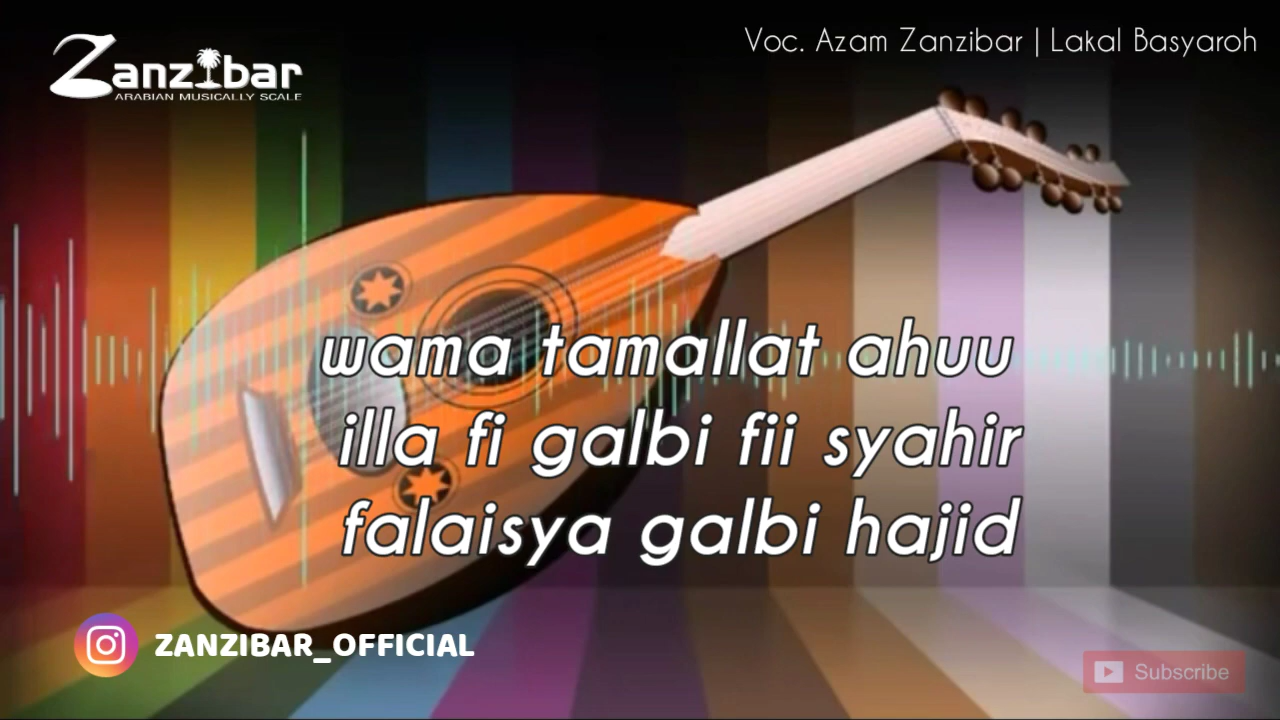 Zanzibar
ARABIAN MUSICALLY SCALE
Voc. Azam Zanzibar | Lakal Basyaroh
wama tamallat ahuu
illa fi galbi fii syahir
falaisya galbi hajid
ZANZIBAR_OFFICIAL
Subscribe